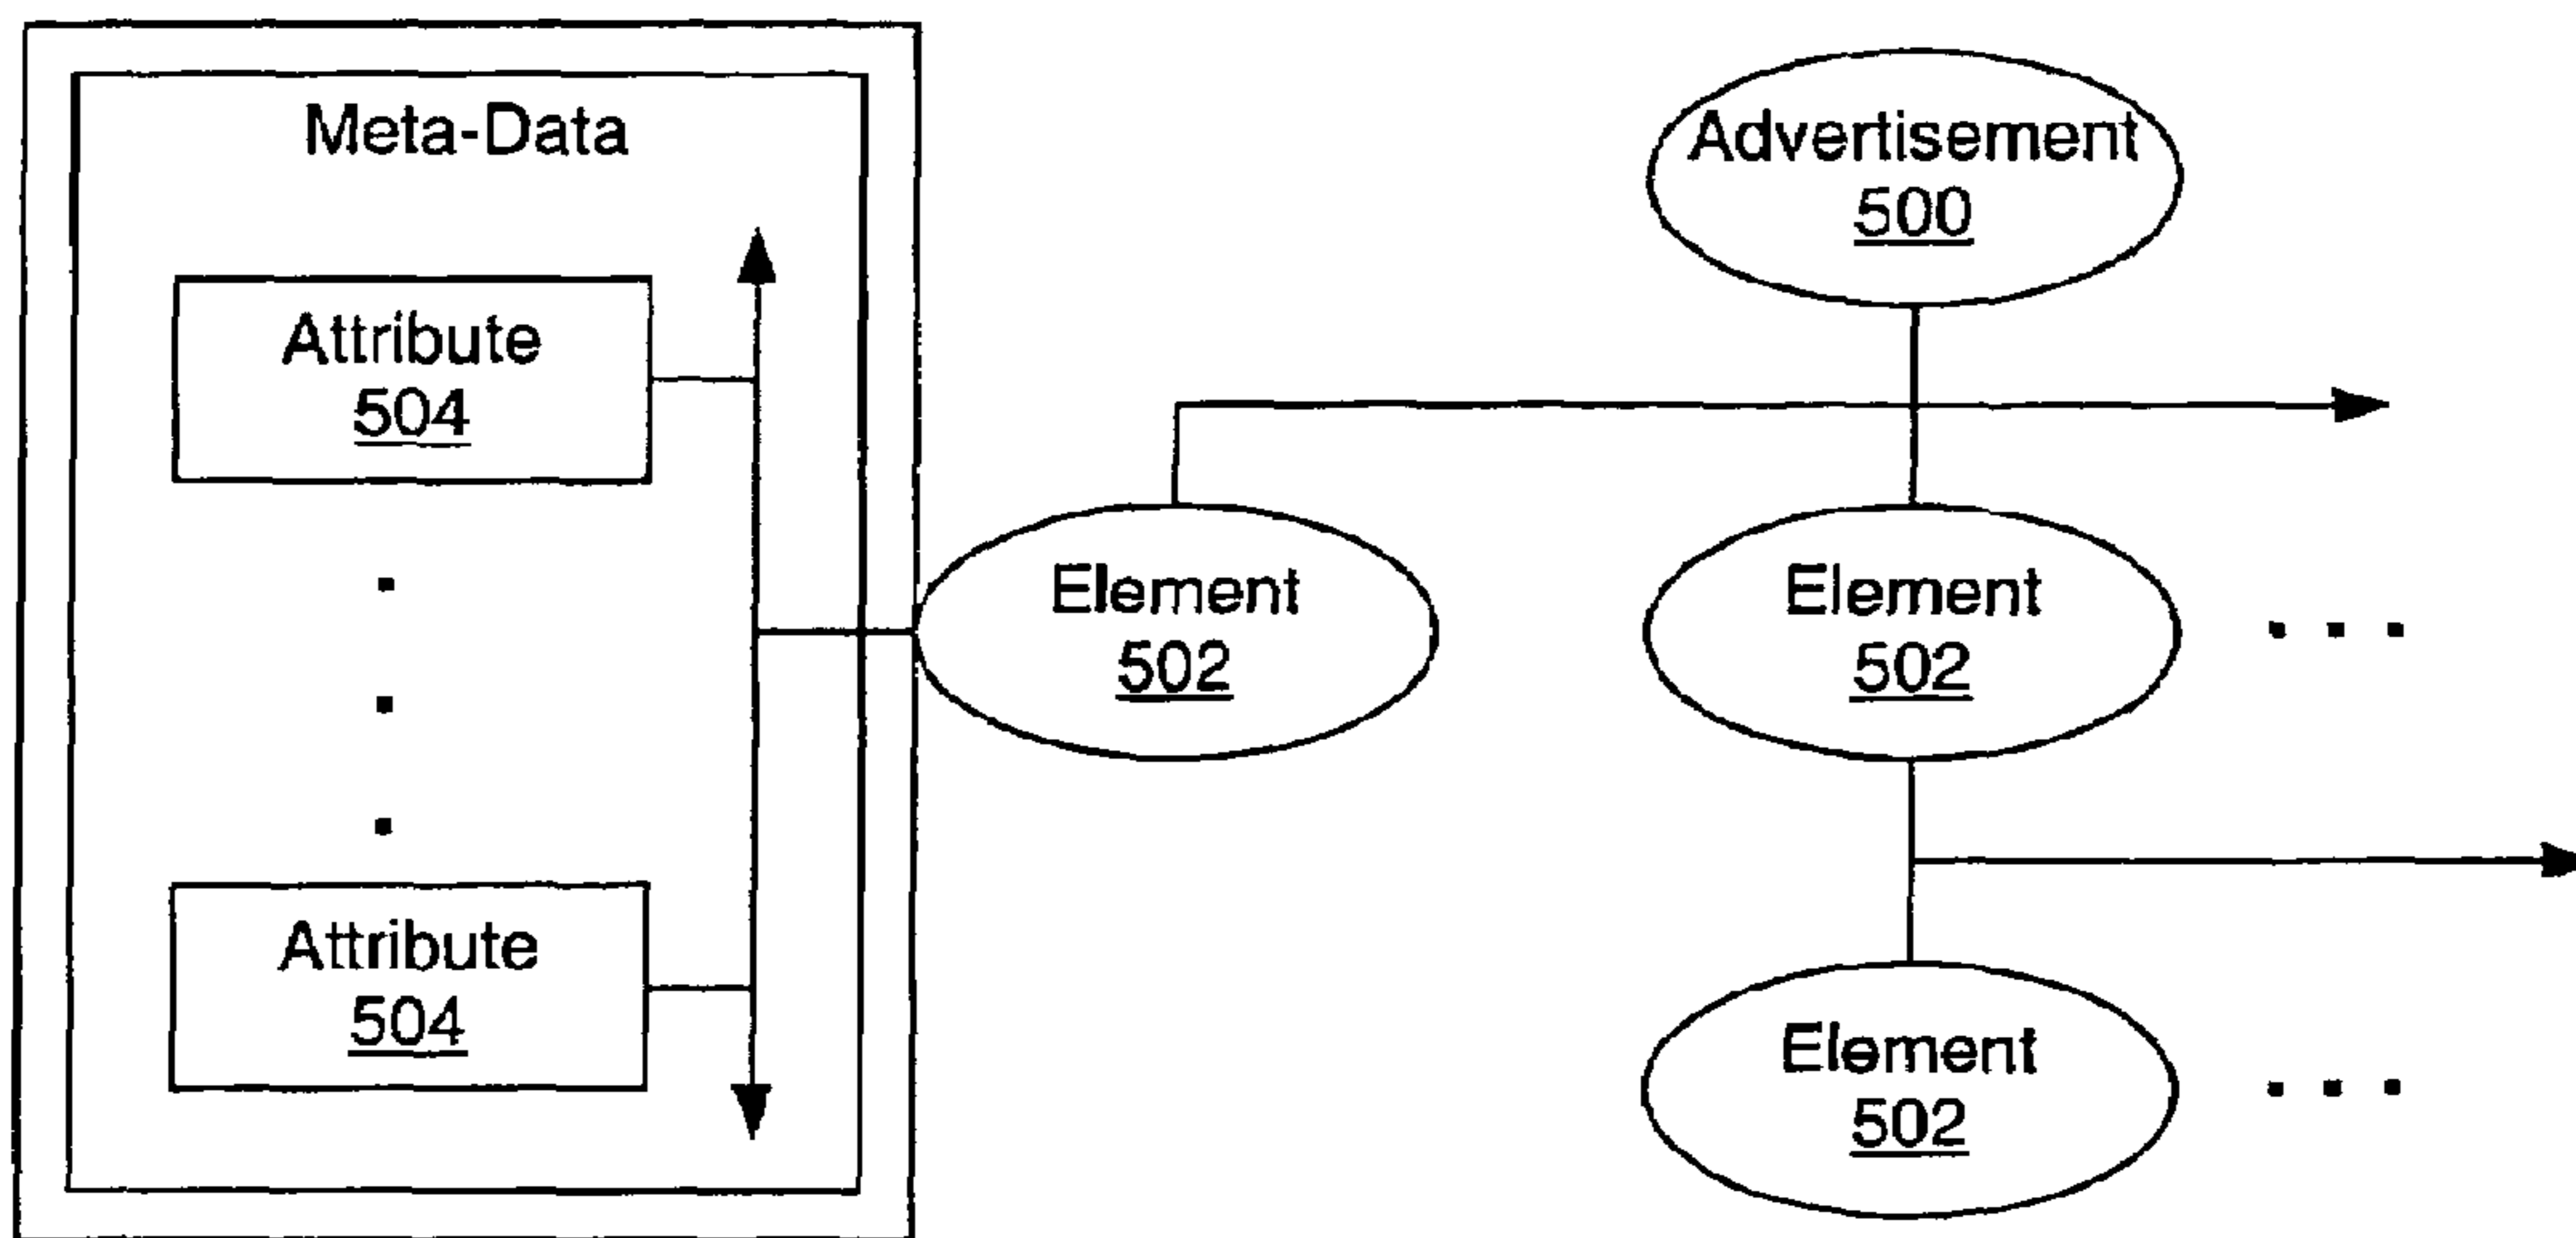 Meta-Data
Attribute
504
Attribute
504
Advertisement
500
Element
502
Element
502
Element
502